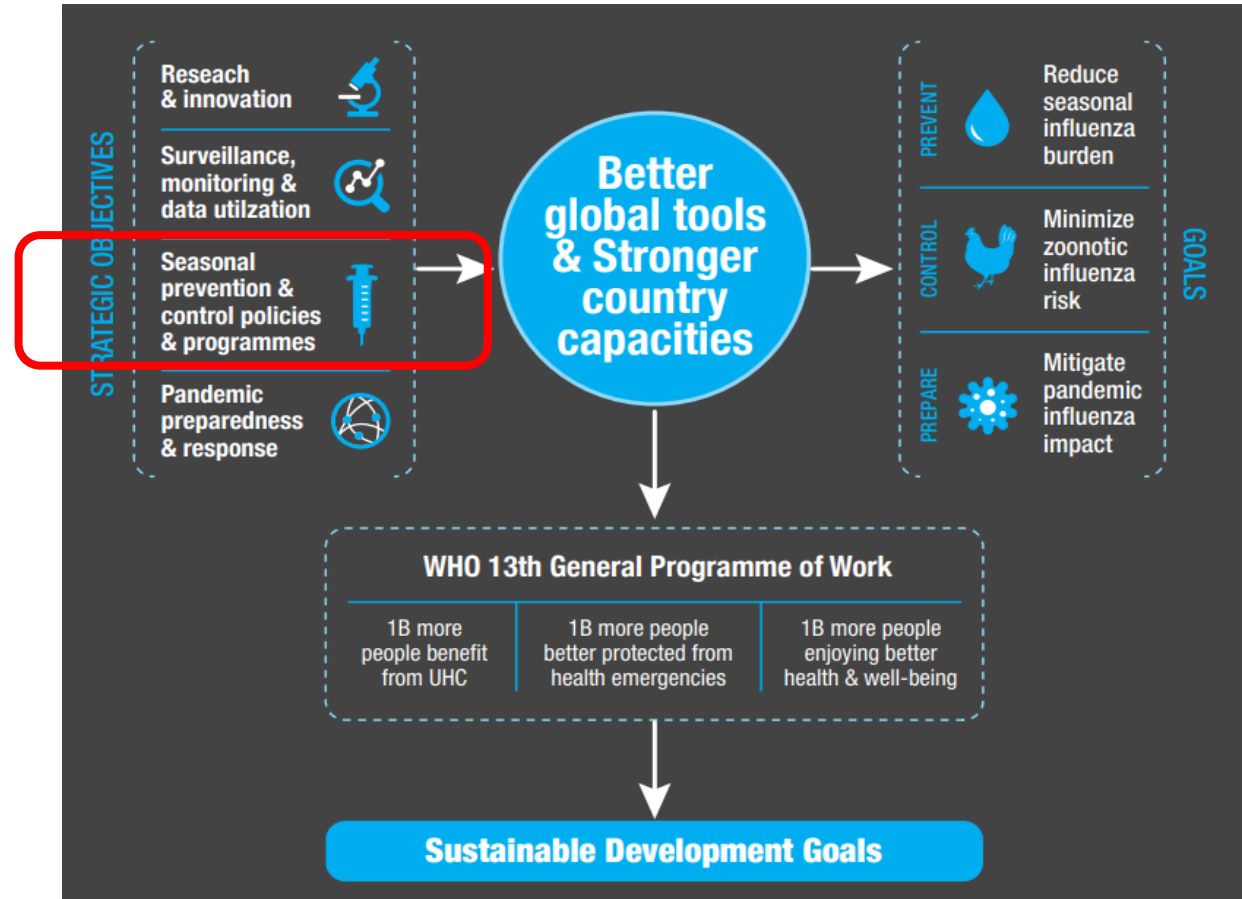 STRATEGIC OBJECTIVES
Reseach
& innovation
Surveillance,
monitoring &
data utilzation
Seasonal
prevention &
control policies
& programmes
Pandemic
preparedness
& response
Better
global tools
& Stronger
country
capacities
PREVENT
Reduce
seasonal
influenza
burden
CONTROL
Minimize
zoonotic
influenza
risk
PREPARE
Mitigate
pandemic
influenza
impact
GOALS
WHO 13th General Programme of Work
1B more
people benefit
from UHC
1B more people
better protected from
health emergencies
1B more people
enjoying better
health & well-being
Sustainable Development Goals